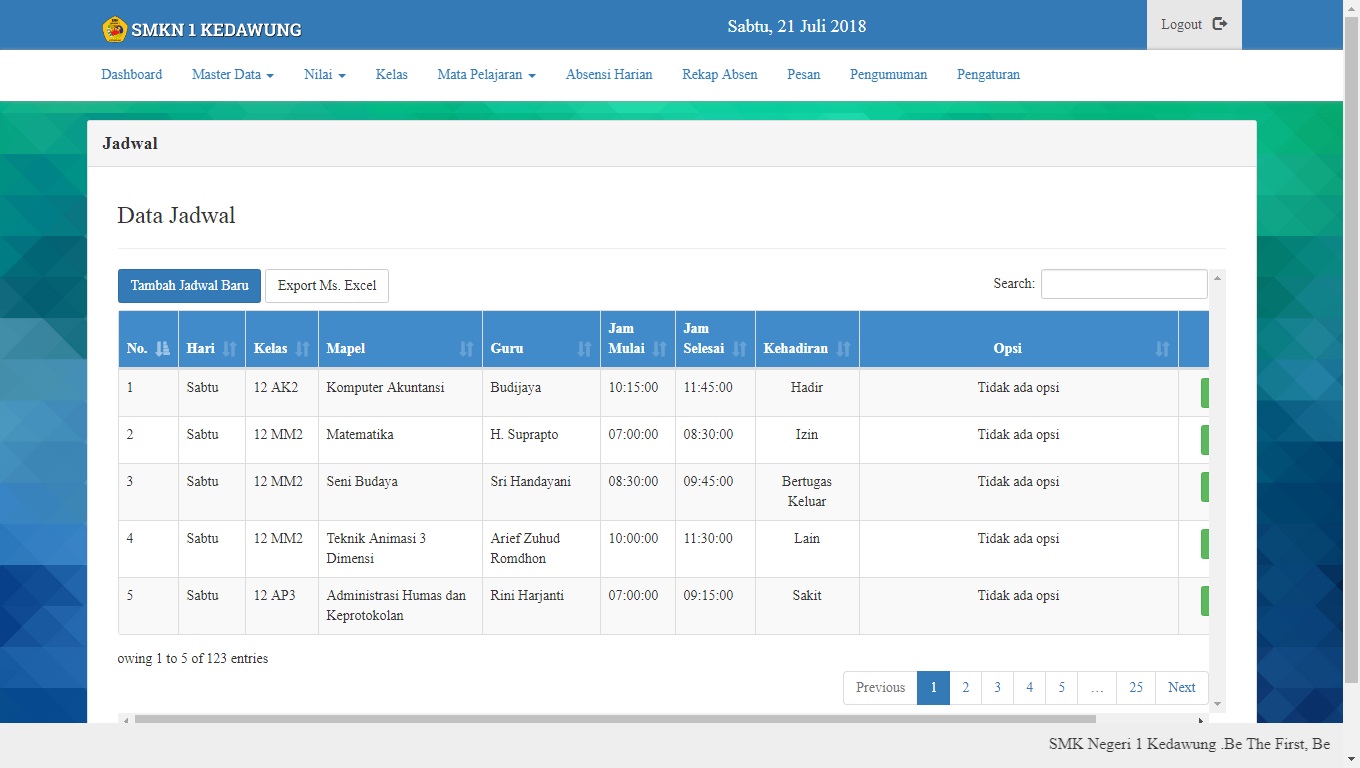 SMKN 1 KEDAWUNG
Sabtu, 21 Juli 2018
Logout
Dashboard Master Data Nilai Kelas Mata Pelajaran Absensi Harian Rekap Absen Pesan Pengumuman Pengaturan
Jadwal
Data Jadwal
Tambah Jadwal Baru Export Ms. Excel Search:
No. Hari Kelas Mapel Guru Jam Mulai Jam Selesai Kehadiran Opsi
1 Sabtu 12 AK2 Komputer Akuntansi Budijaya 10:15:00 11:45:00 Hadir Tidak ada opsi
2 Sabtu 12 MM2 Matematika H. Suprapto 07:00:00 08:30:00 Izin Tidak ada opsi
3 Sabtu 12 MM2 Seni Budaya Sri Handayani 08:30:00 09:45:00 Bertugas Keluar Tidak ada opsi
4 Sabtu 12 MM2 Teknik Animasi 3 Dimensi Arief Zuhud Romdhon 10:00:00 11:30:00 Lain Tidak ada opsi
5 Sabtu 12 AP3 Administrasi Humas dan Keprotokolan Rini Harjanti 07:00:00 09:15:00 Sakit Tidak ada opsi
owing 1 to 5 of 123 entries
Previous 1 2 3 4 5 … 25 Next
SMK Negeri 1 Kedawung .Be The First, Be